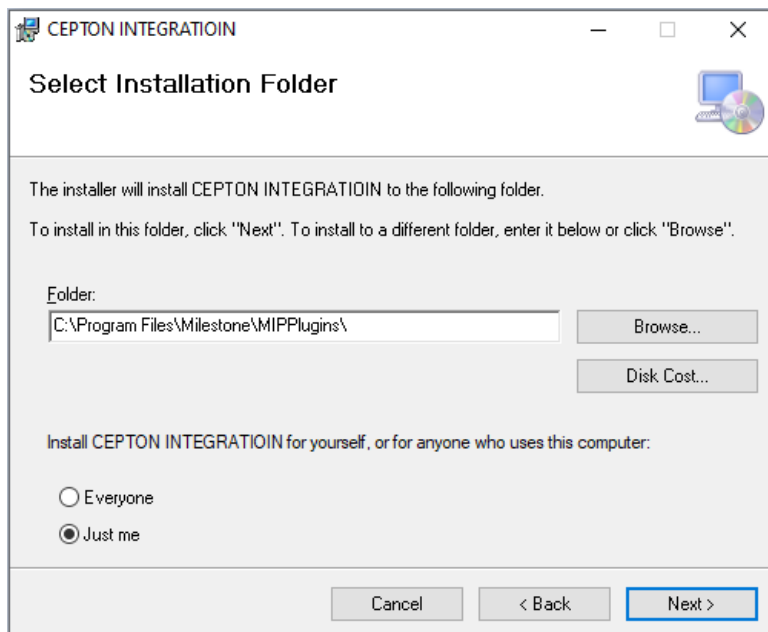 CEPTON INTEGRATIOIN
Select Installation Folder
The installer will install CEPTON INTEGRATIOIN to the following folder.
To install in this folder, click "Next". To install to a different folder, enter it below or click "Browse".
Folder:
C:\Program Files\Milestone\MIPPlugins\
Browse...
Disk Cost...
Install CEPTON INTEGRATIOIN for yourself, or for anyone who uses this computer:
Everyone
Just me
Cancel
< Back
Next >